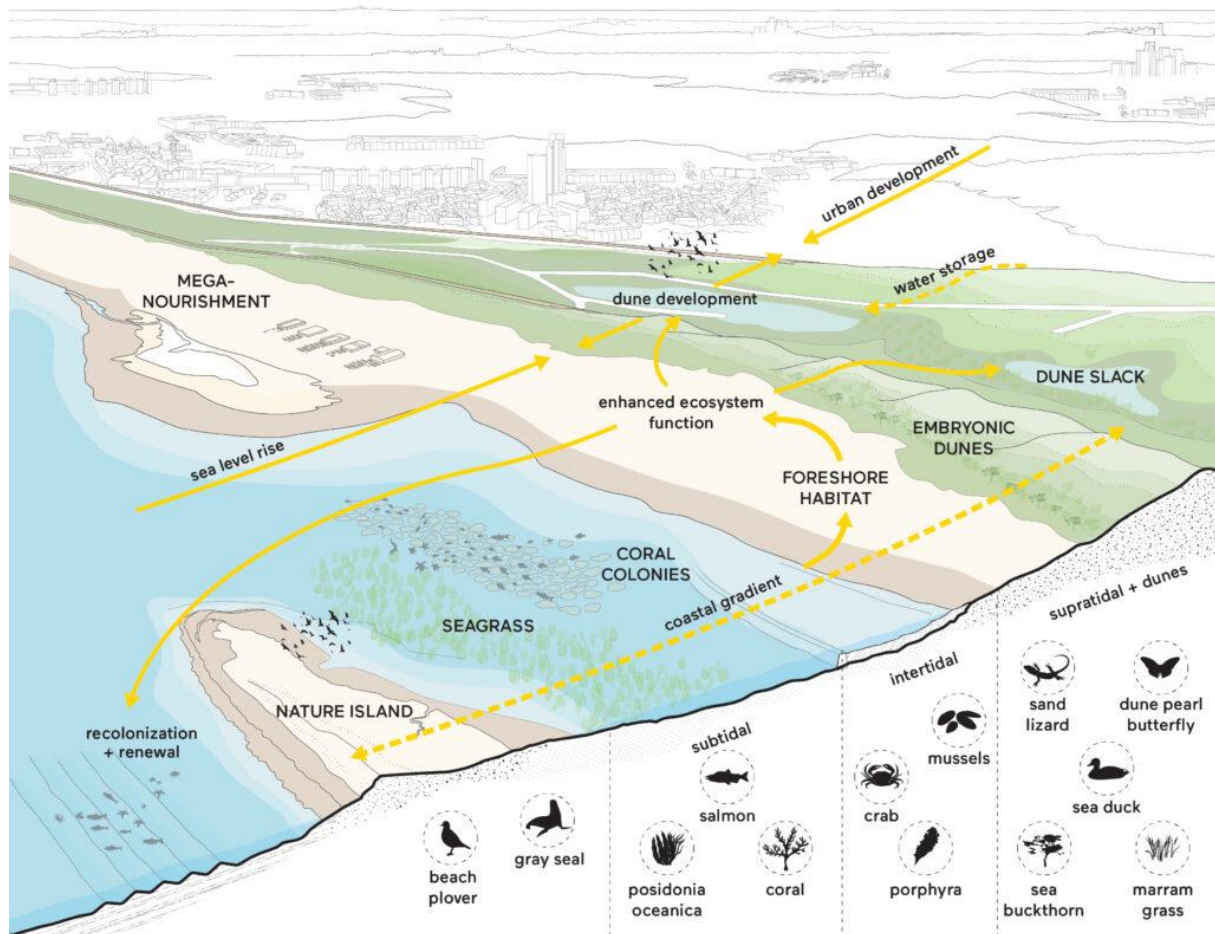 urban development
water storage
MEGA-
NOURISHMENT
dune development
DUNE SLACK
enhanced ecosystem
function
EMBRYONIC
DUNES
sea level rise
FORESHORE
HABITAT
CORAL
COLONIES
SEAGRASS
coastal gradient
supratidal + dunes
NATURE ISLAND
intertidal
recolonization
+ renewal
subtidal
sand
lizard
dune pearl
butterfly
mussels
salmon
crab
sea duck
beach
plover
gray seal
posidonia
oceanica
coral
porphyra
sea
buckthorn
marram
grass